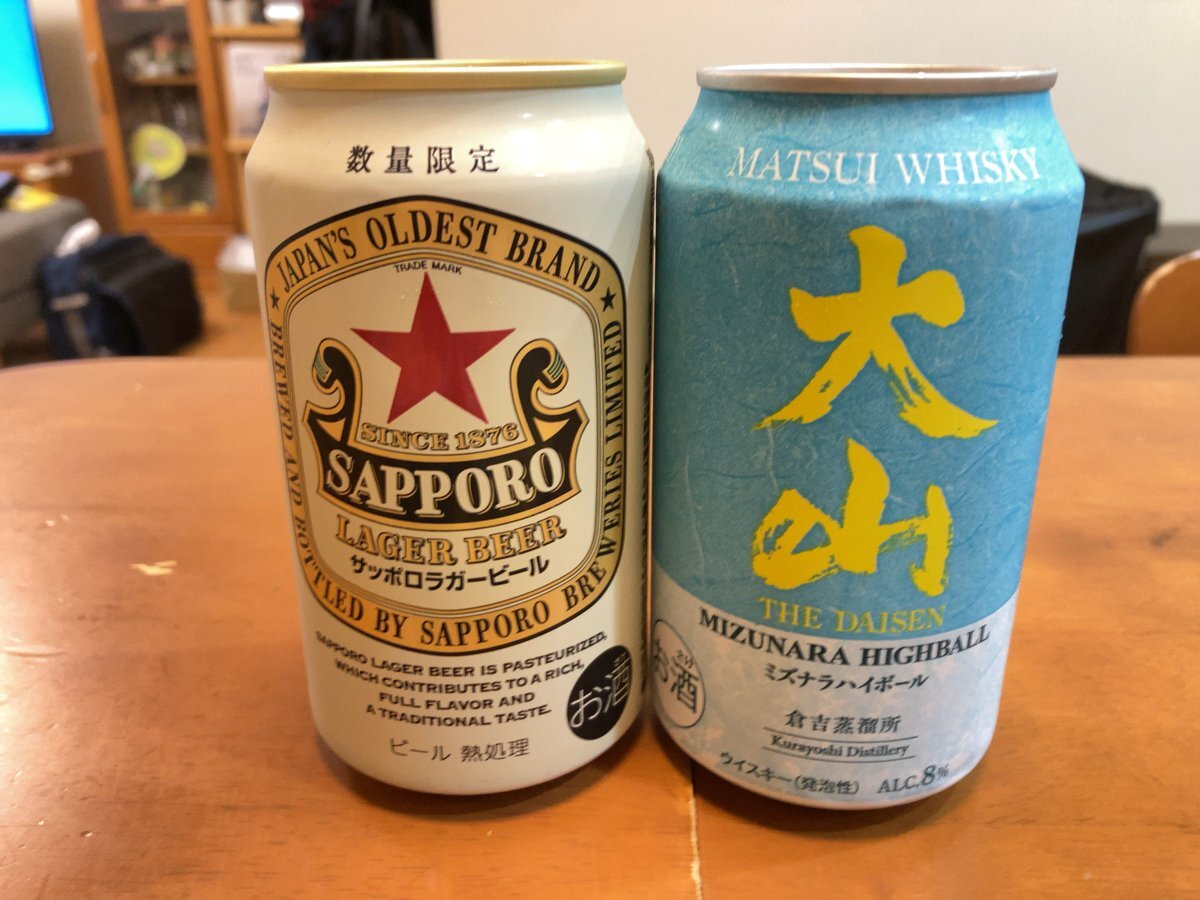 数量限定
JAPAN'S OLDEST BRAND
BREWED AND BOTTLED BY SAPPORO BREWERIES LIMITED
TRADE MARK
SINCE 1876
SAPPORO
LAGER BEER
サッポロラガービール
SAPPORO LAGER BEER IS PASTEURIZED,
WHICH CONTRIBUTES TO A RICH,
FULL FLAVOR AND
A TRADITIONAL TASTE.
お酒
ビール 熱処理
MATSUI WHISKY
大山
THE DAISEN
MIZUNARA HIGHBALL
ミズナラハイボール
お酒
倉吉蒸溜所
Kurayoshi Distillery
ウイスキー(発泡性) ALC.8%